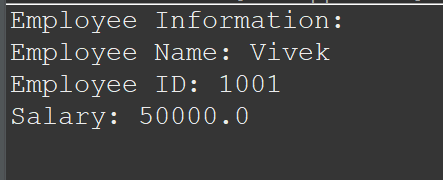 Employee Information:
Employee Name: Vivek
Employee ID: 1001
Salary: 50000.0